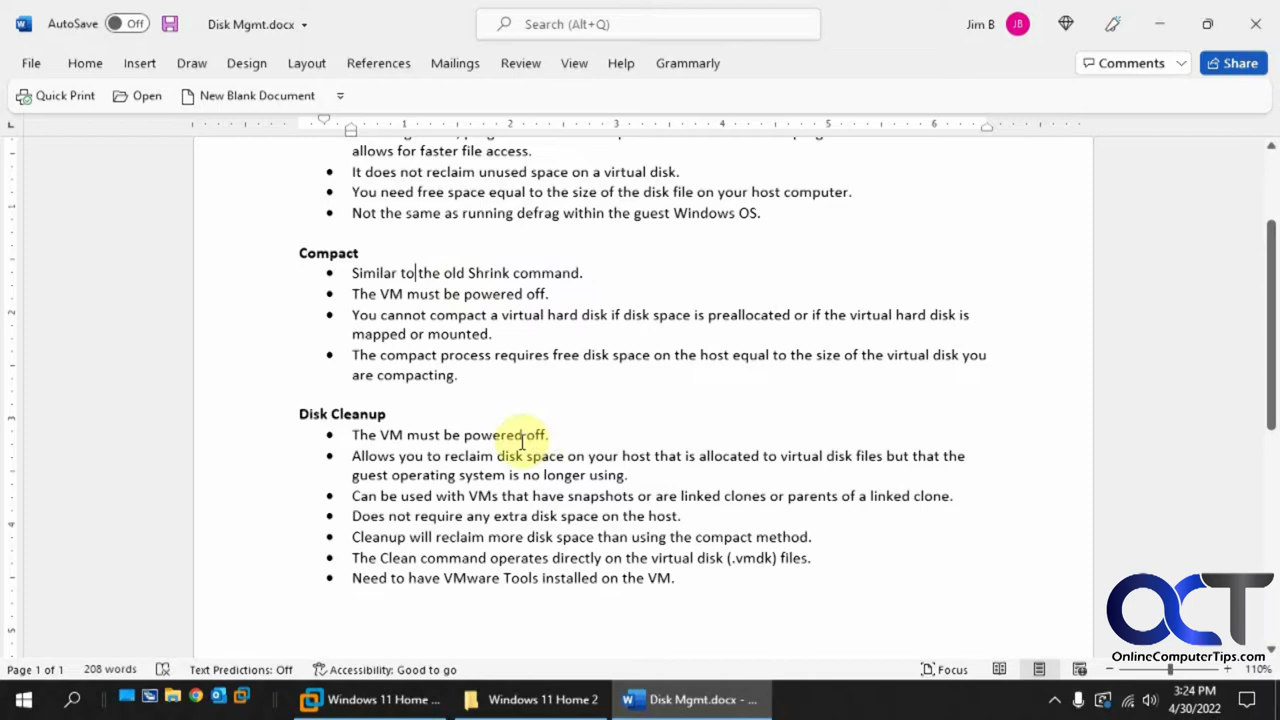 AutoSave Off Disk Mgmt.docx Search (Alt+Q) Jim B JB
File Home Insert Draw Design Layout References Mailings Review View Help Grammarly Comments Share
Quick Print Open New Blank Document
1 2 3 4 5 6
allows for faster file access.
• It does not reclaim unused space on a virtual disk.
• You need free space equal to the size of the disk file on your host computer.
• Not the same as running defrag within the guest Windows OS.
Compact
• Similar to the old Shrink command.
• The VM must be powered off.
• You cannot compact a virtual hard disk if disk space is preallocated or if the virtual hard disk is
mapped or mounted.
• The compact process requires free disk space on the host equal to the size of the virtual disk you
are compacting.
Disk Cleanup
• The VM must be powered off.
• Allows you to reclaim disk space on your host that is allocated to virtual disk files but that the
guest operating system is no longer using.
• Can be used with VMs that have snapshots or are linked clones or parents of a linked clone.
• Does not require any extra disk space on the host.
• Cleanup will reclaim more disk space than using the compact method.
• The Clean command operates directly on the virtual disk (.vmdk) files.
• Need to have VMware Tools installed on the VM.
OCT
OnlineComputerTips.com
Page 1 of 1 208 words Text Predictions: Off Accessibility: Good to go Focus 110%
Windows 11 Home ... Windows 11 Home 2 Disk Mgmt.docx - ... 3:24 PM
4/30/2022